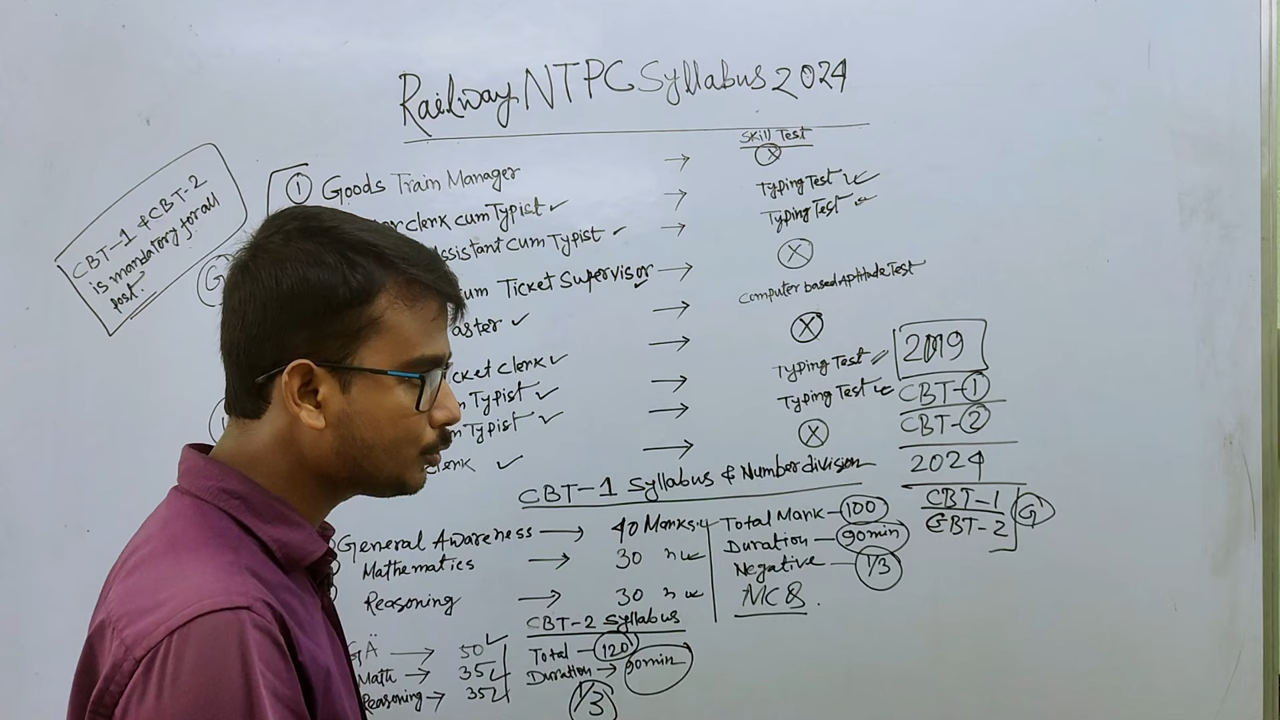 Railway NTPC Syllabus 2024
Skill Test
CBT-1 & CBT-2
is mandatory for all
post.
① Goods Train Manager → ⓧ
clerk cum Typist ✓ → Typing Test ✓
Assistant Cum Typist ✓ → Typing Test ✓
Ticket Supervisor ✓ → ⓧ
aster ✓ → Computer based Aptitude Test
cket Clerk ✓ → ⓧ
m Typist ✓ → Typing Test ✓
m Typist ✓ → Typing Test ✓
clerk ✓ → ⓧ
2019
CBT-①
CBT-②
2024
CBT-1
CBT-2
G
CBT-1 Syllabus & Number division
General Awareness → 40 Marks ✓
Mathematics → 30 " ✓
Reasoning → 30 " ✓
Total Mark - 100
Duration - 90min
Negative - 1/3
MCQ.
CBT-2 Syllabus
GA → 50 ✓
Math → 35 ✓
Reasoning → 35 ✓
Total - 120
Duration → 90min
1/3